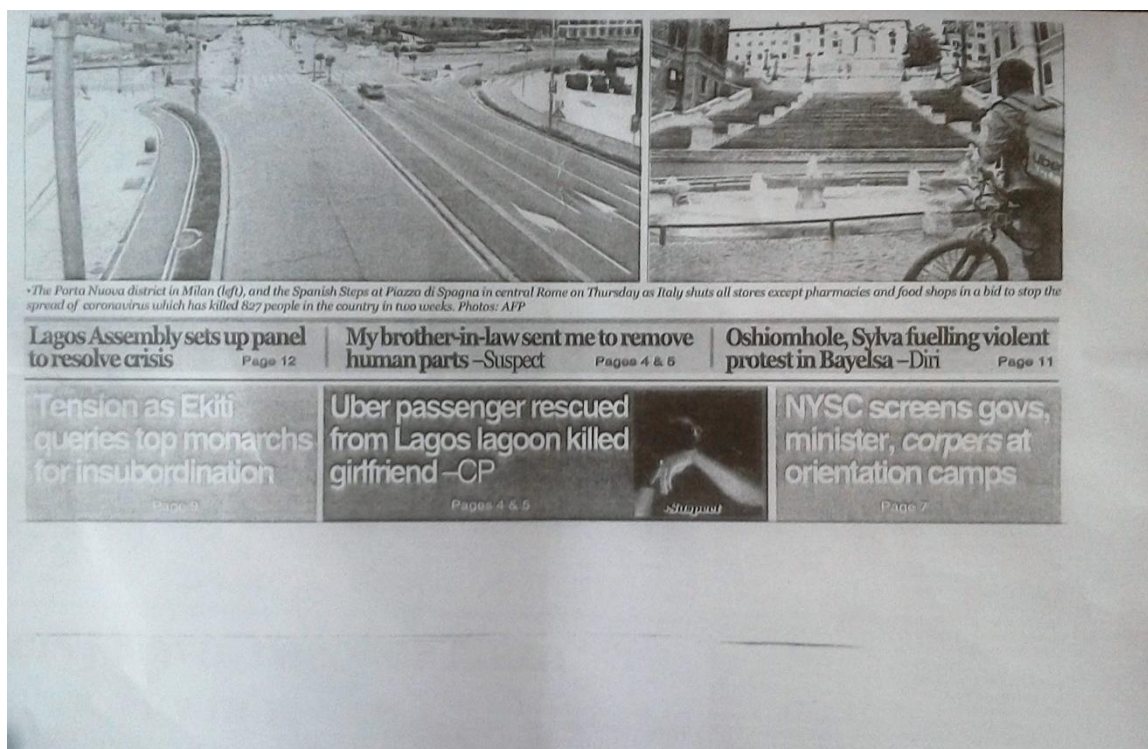 Uber
•The Porta Nuova district in Milan (left), and the Spanish Steps at Piazza di Spagna in central Rome on Thursday as Italy shuts all stores except pharmacies and food shops in a bid to stop the
spread of coronavirus which has killed 827 people in the country in two weeks. Photos: AFP
Lagos Assembly sets up panel
to resolve crisis Page 12
My brother-in-law sent me to remove
human parts –Suspect Pages 4 & 5
Oshiomhole, Sylva fuelling violent
protest in Bayelsa –Diri Page 11
Tension as Ekiti
queries top monarchs
for insubordination
Page 9
Uber passenger rescued
from Lagos lagoon killed
girlfriend –CP
Pages 4 & 5
Suspect
NYSC screens govs,
minister, corpers at
orientation camps
Page 7